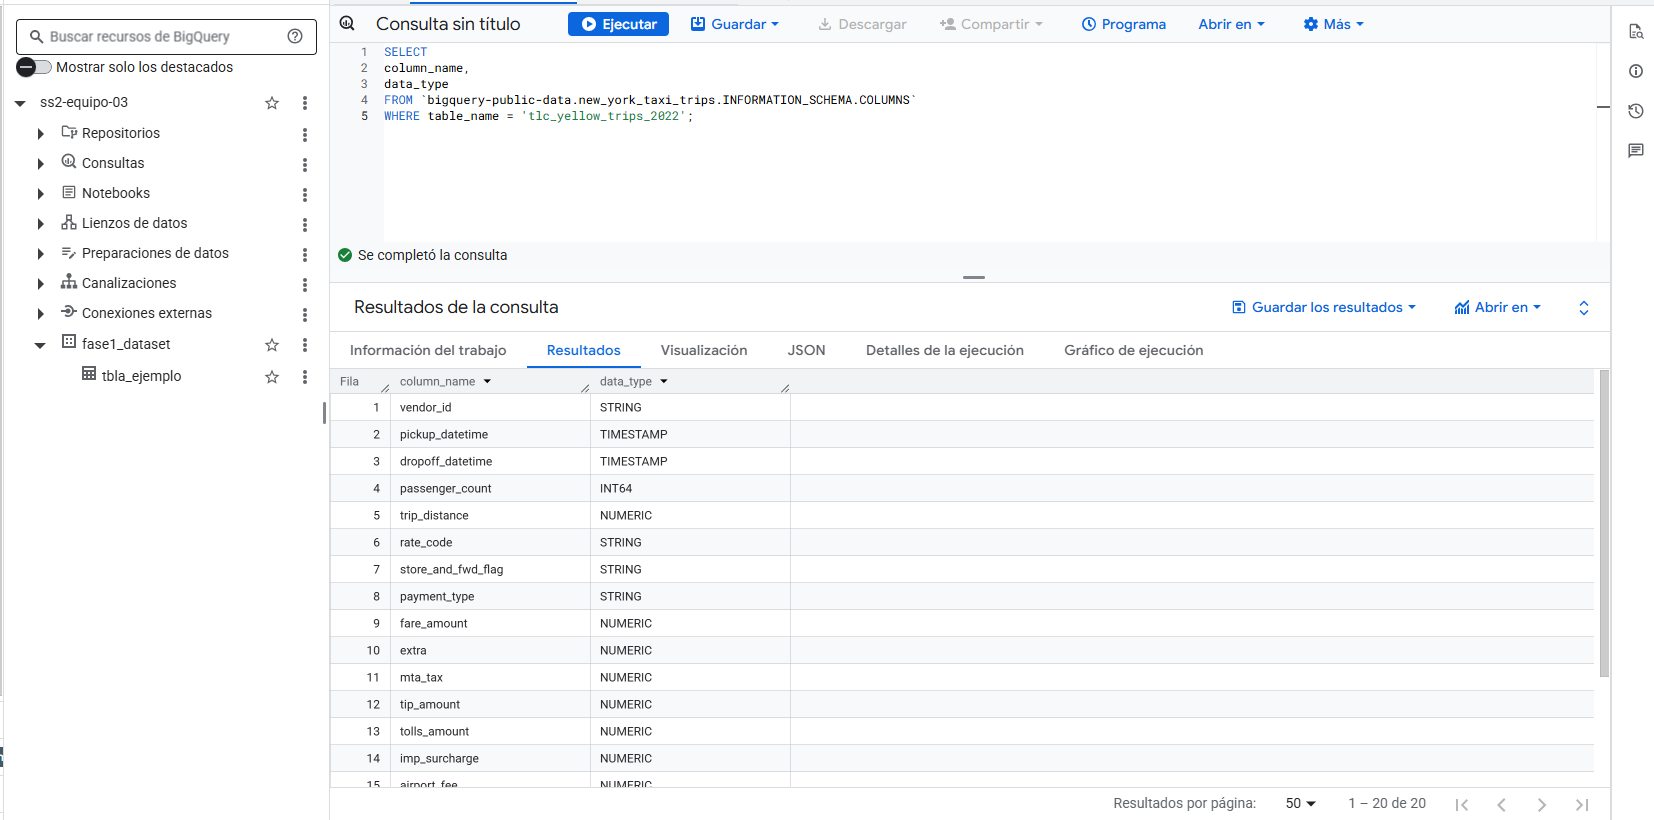 Buscar recursos de BigQuery
Mostrar solo los destacados
ss2-equipo-03
Repositorios
Consultas
Notebooks
Lienzos de datos
Preparaciones de datos
Canalizaciones
Conexiones externas
fase1_dataset
tbla_ejemplo
Consulta sin título Ejecutar Guardar Descargar Compartir Programa Abrir en Más
1 SELECT
2 column_name,
3 data_type
4 FROM `bigquery-public-data.new_york_taxi_trips.INFORMATION_SCHEMA.COLUMNS`
5 WHERE table_name = 'tlc_yellow_trips_2022';
Se completó la consulta
Resultados de la consulta Guardar los resultados Abrir en
Información del trabajo Resultados Visualización JSON Detalles de la ejecución Gráfico de ejecución
Fila column_name data_type
1 vendor_id STRING
2 pickup_datetime TIMESTAMP
3 dropoff_datetime TIMESTAMP
4 passenger_count INT64
5 trip_distance NUMERIC
6 rate_code STRING
7 store_and_fwd_flag STRING
8 payment_type STRING
9 fare_amount NUMERIC
10 extra NUMERIC
11 mta_tax NUMERIC
12 tip_amount NUMERIC
13 tolls_amount NUMERIC
14 imp_surcharge NUMERIC
15 airport_fee NUMERIC
Resultados por página: 50 1 – 20 de 20